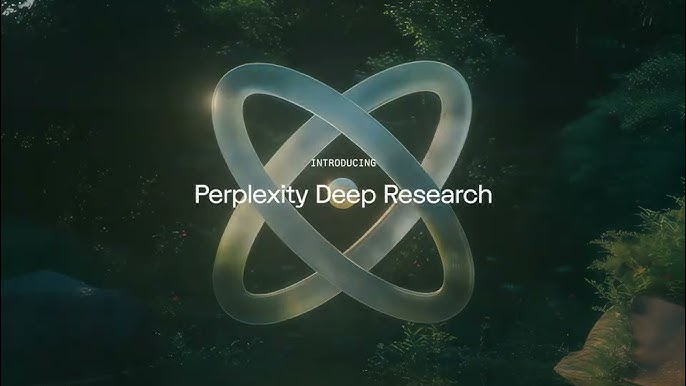 INTRODUCING
Perplexity Deep Research